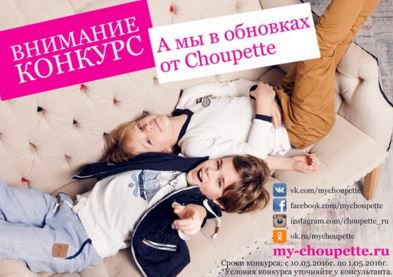 ВНИМАНИЕ
КОНКУРС
А мы в обновках
от Choupette
vk.com/mychoupette
facebook.com/mychoupette
instagram.com/choupette_ru
ok.ru/mychoupette
my-choupette.ru
Сроки конкурса: с 10.03.2016г. по 1.05.2016г.
Условия конкурса уточняйте у консультанта.